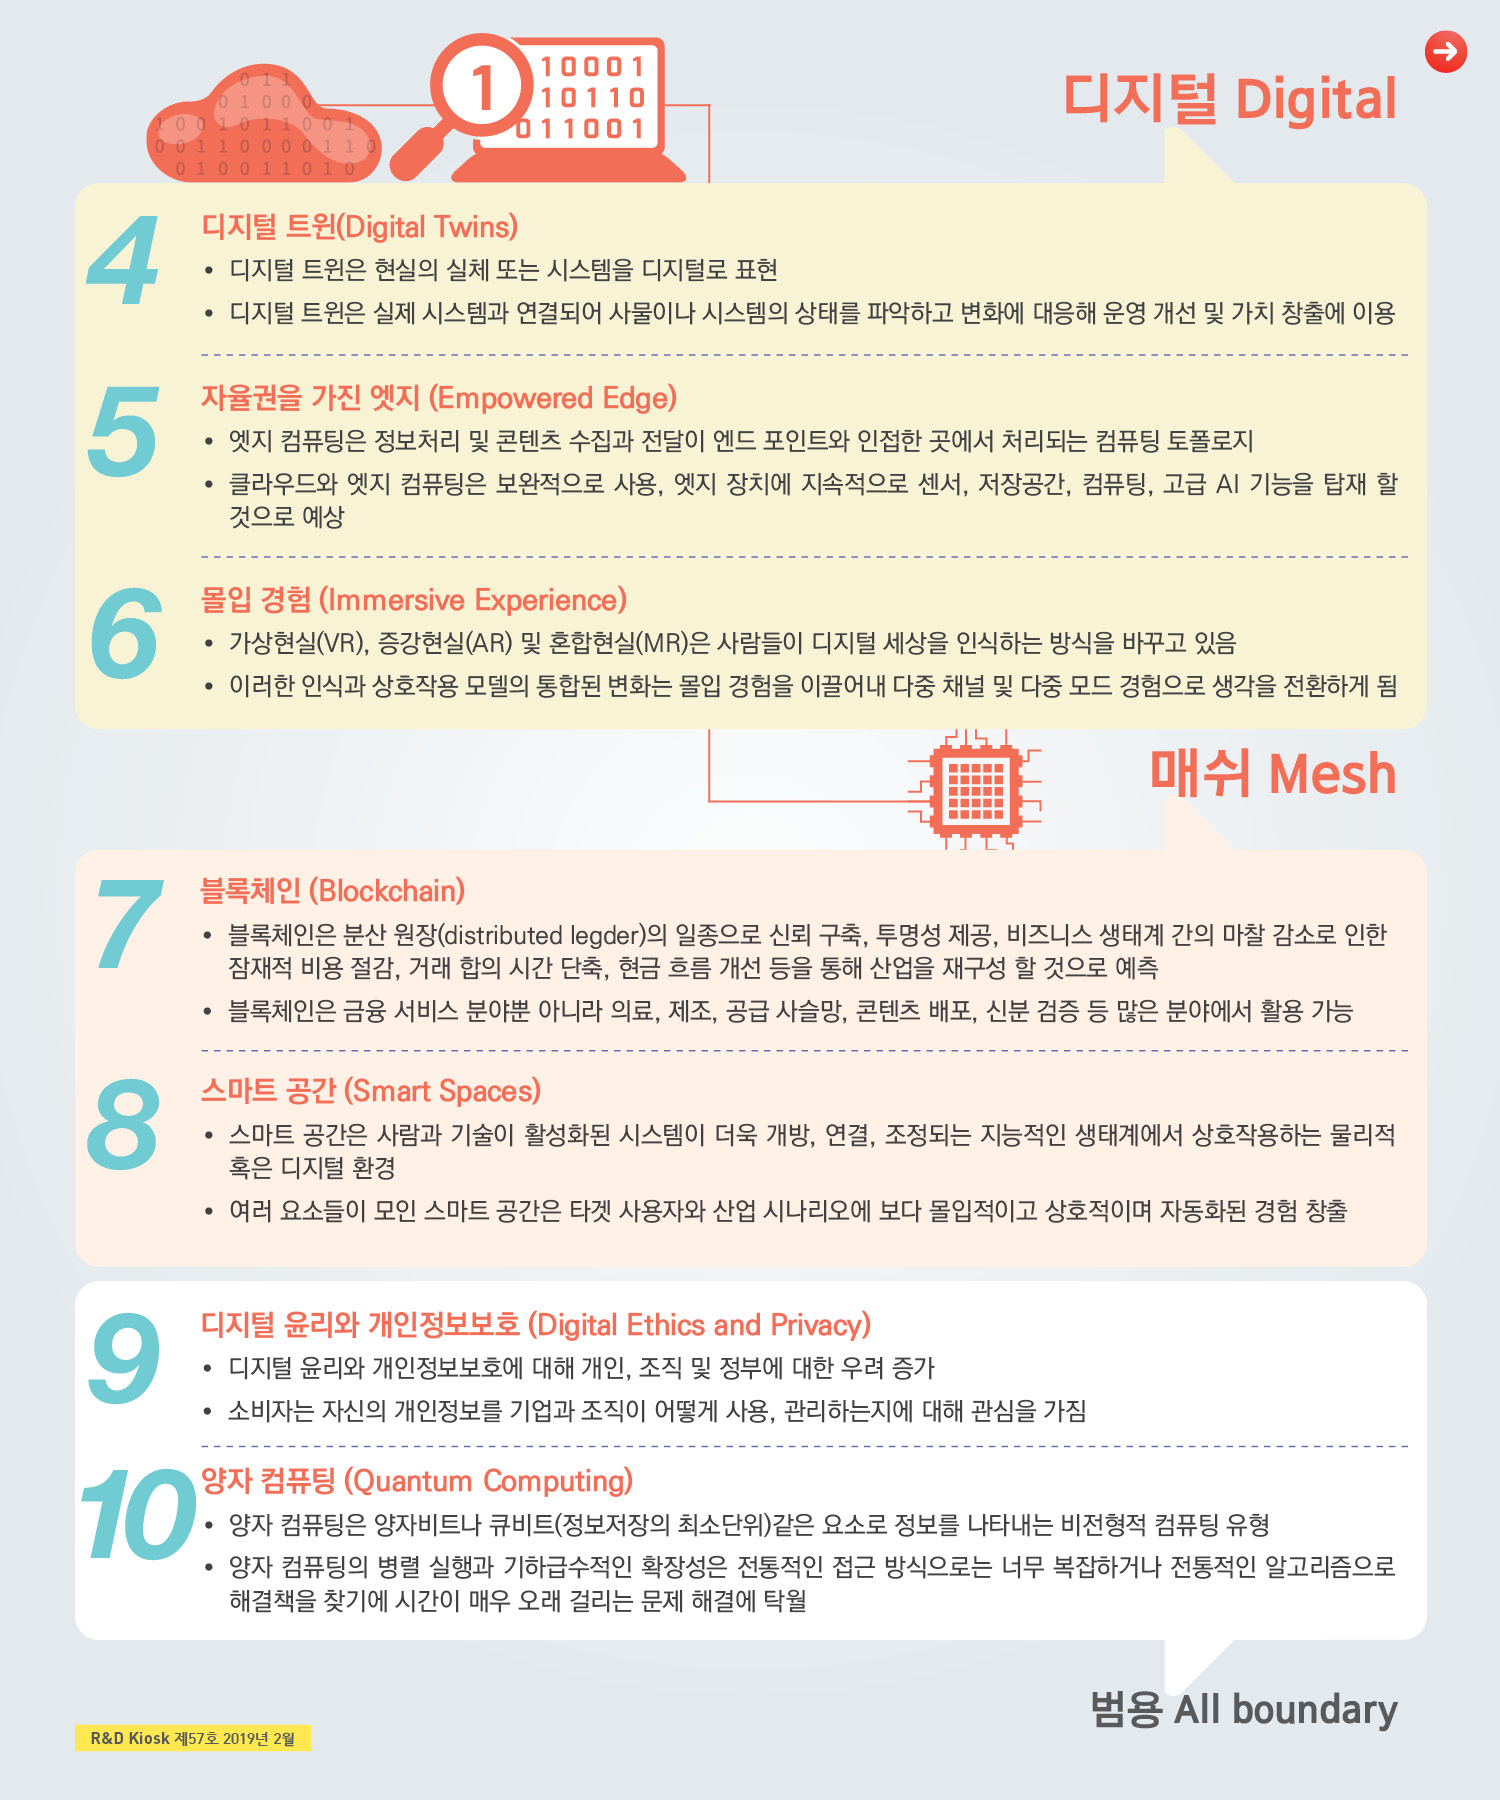 디지털 Digital
0 1 1
0 1 0 0 0
1 0 0 1 0 1 1 0 0 1
0 0 1 1 0 0 0 0 1 1 0
0 1 0 0 1 1 0 1 0
1
1 0 0 0 1
1 0 1 1 0
0 1 1 0 0 1
4
디지털 트윈(Digital Twins)
• 디지털 트윈은 현실의 실체 또는 시스템을 디지털로 표현
• 디지털 트윈은 실제 시스템과 연결되어 사물이나 시스템의 상태를 파악하고 변화에 대응해 운영 개선 및 가치 창출에 이용
5
자율권을 가진 엣지 (Empowered Edge)
• 엣지 컴퓨팅은 정보처리 및 콘텐츠 수집과 전달이 엔드 포인트와 인접한 곳에서 처리되는 컴퓨팅 토폴로지
• 클라우드와 엣지 컴퓨팅은 보완적으로 사용, 엣지 장치에 지속적으로 센서, 저장공간, 컴퓨팅, 고급 AI 기능을 탑재 할
것으로 예상
6
몰입 경험 (Immersive Experience)
• 가상현실(VR), 증강현실(AR) 및 혼합현실(MR)은 사람들이 디지털 세상을 인식하는 방식을 바꾸고 있음
• 이러한 인식과 상호작용 모델의 통합된 변화는 몰입 경험을 이끌어내 다중 채널 및 다중 모드 경험으로 생각을 전환하게 됨
매쉬 Mesh
7
블록체인 (Blockchain)
• 블록체인은 분산 원장(distributed legder)의 일종으로 신뢰 구축, 투명성 제공, 비즈니스 생태계 간의 마찰 감소로 인한
잠재적 비용 절감, 거래 합의 시간 단축, 현금 흐름 개선 등을 통해 산업을 재구성 할 것으로 예측
• 블록체인은 금융 서비스 분야뿐 아니라 의료, 제조, 공급 사슬망, 콘텐츠 배포, 신분 검증 등 많은 분야에서 활용 가능
8
스마트 공간 (Smart Spaces)
• 스마트 공간은 사람과 기술이 활성화된 시스템이 더욱 개방, 연결, 조정되는 지능적인 생태계에서 상호작용하는 물리적
혹은 디지털 환경
• 여러 요소들이 모인 스마트 공간은 타겟 사용자와 산업 시나리오에 보다 몰입적이고 상호적이며 자동화된 경험 창출
9
디지털 윤리와 개인정보보호 (Digital Ethics and Privacy)
• 디지털 윤리와 개인정보보호에 대해 개인, 조직 및 정부에 대한 우려 증가
• 소비자는 자신의 개인정보를 기업과 조직이 어떻게 사용, 관리하는지에 대해 관심을 가짐
10
양자 컴퓨팅 (Quantum Computing)
• 양자 컴퓨팅은 양자비트나 큐비트(정보저장의 최소단위)같은 요소로 정보를 나타내는 비전형적 컴퓨팅 유형
• 양자 컴퓨팅의 병렬 실행과 기하급수적인 확장성은 전통적인 접근 방식으로는 너무 복잡하거나 전통적인 알고리즘으로
해결책을 찾기에 시간이 매우 오래 걸리는 문제 해결에 탁월
범용 All boundary
R&D Kiosk 제57호 2019년 2월